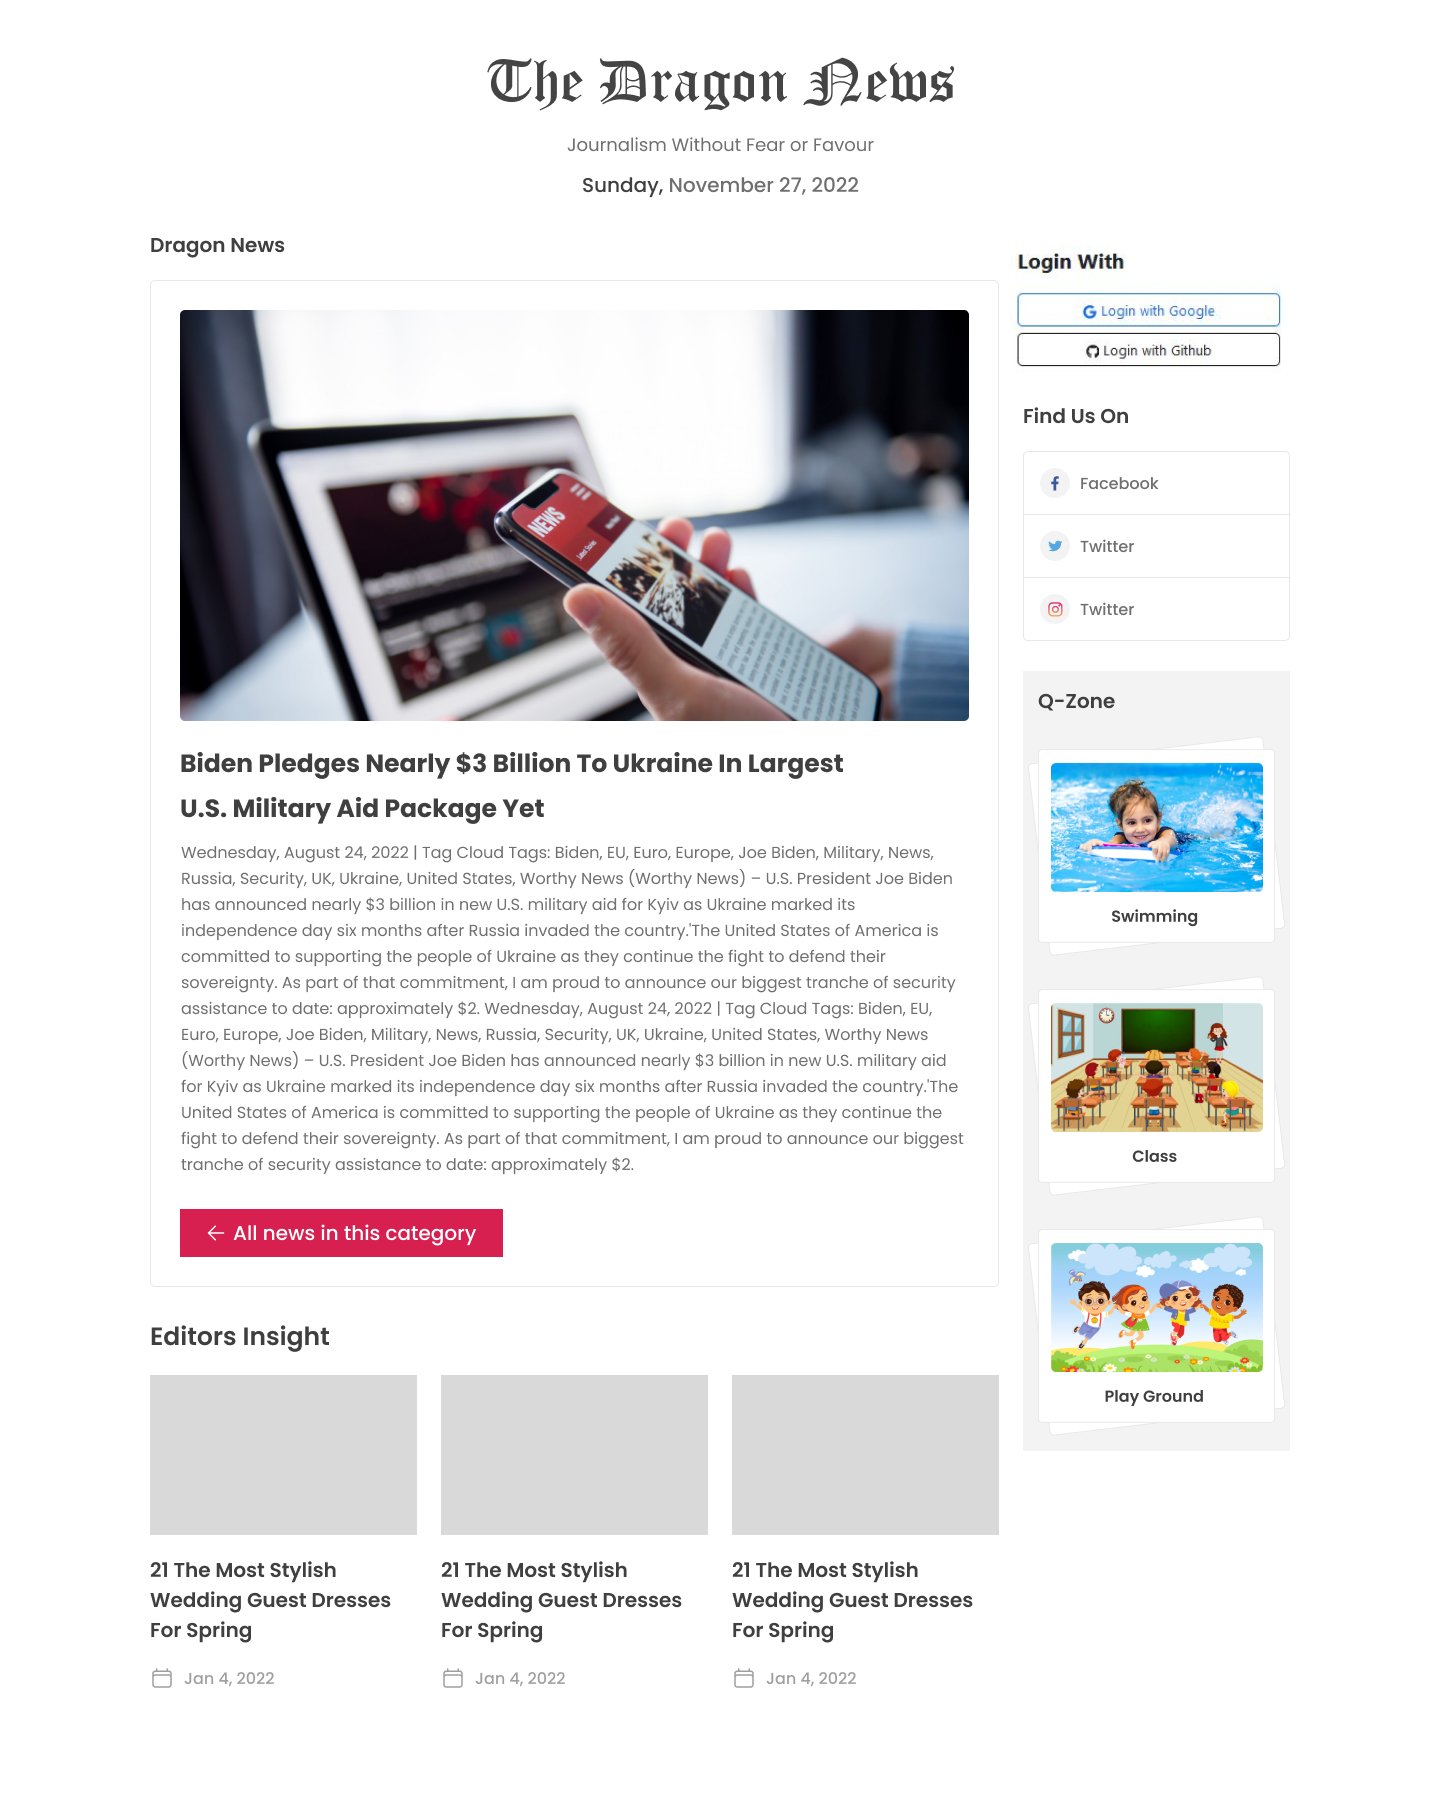 The Dragon News
Journalism Without Fear or Favour
Sunday, November 27, 2022
Dragon News
NEWS
Biden Pledges Nearly $3 Billion To Ukraine In Largest
U.S. Military Aid Package Yet
Wednesday, August 24, 2022 | Tag Cloud Tags: Biden, EU, Euro, Europe, Joe Biden, Military, News,
Russia, Security, UK, Ukraine, United States, Worthy News (Worthy News) – U.S. President Joe Biden
has announced nearly $3 billion in new U.S. military aid for Kyiv as Ukraine marked its
independence day six months after Russia invaded the country.'The United States of America is
committed to supporting the people of Ukraine as they continue the fight to defend their
sovereignty. As part of that commitment, I am proud to announce our biggest tranche of security
assistance to date: approximately $2. Wednesday, August 24, 2022 | Tag Cloud Tags: Biden, EU,
Euro, Europe, Joe Biden, Military, News, Russia, Security, UK, Ukraine, United States, Worthy News
(Worthy News) – U.S. President Joe Biden has announced nearly $3 billion in new U.S. military aid
for Kyiv as Ukraine marked its independence day six months after Russia invaded the country.'The
United States of America is committed to supporting the people of Ukraine as they continue the
fight to defend their sovereignty. As part of that commitment, I am proud to announce our biggest
tranche of security assistance to date: approximately $2.
All news in this category
Editors Insight
21 The Most Stylish
Wedding Guest Dresses
For Spring
Jan 4, 2022
21 The Most Stylish
Wedding Guest Dresses
For Spring
Jan 4, 2022
21 The Most Stylish
Wedding Guest Dresses
For Spring
Jan 4, 2022
Login With
Login with Google
Login with Github
Find Us On
Facebook
Twitter
Twitter
Q-Zone
Swimming
Class
Play Ground